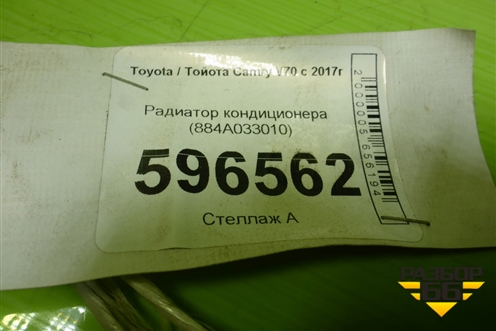 Toyota / Тойота Camry V70 с 2017г
Радиатор кондиционера
(884A033010)
596562
Стеллаж А
2000005656194
РАЗБОР
66